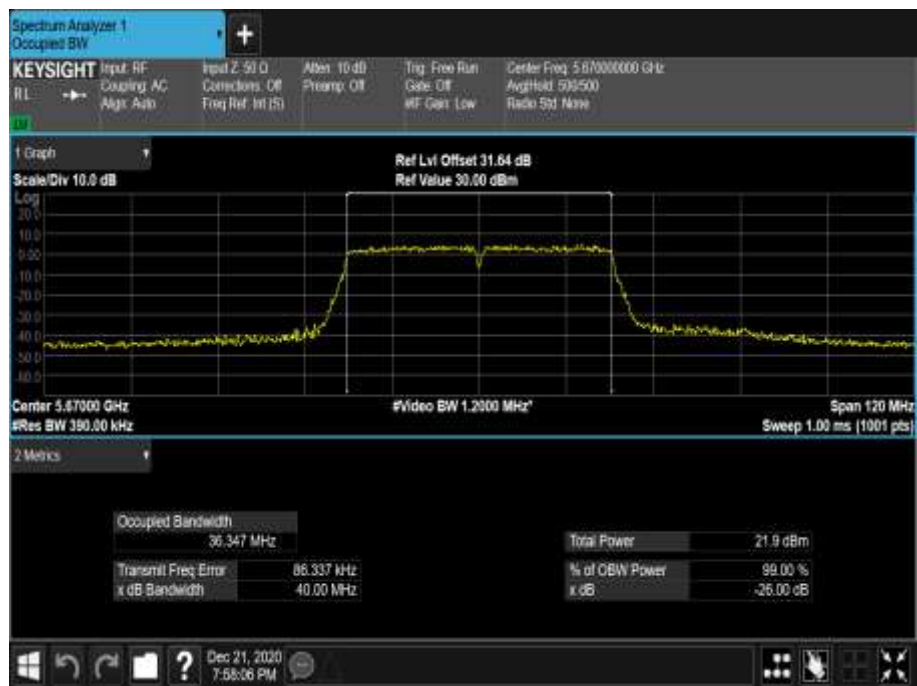 Spectrum Analyzer 1
Occupied BW
+
KEYSIGHT Input: RF Input Z: 50 Ω Atten: 10 dB Trig: Free Run Center Freq: 5.670000000 GHz
RL Coupling: AC Corrections: Off Preamp: Off Gate: Off Avg|Hold: 500/500
Align: Auto Freq Ref: Int (S) #IF Gain: Low Radio Std: None
1 Graph
Ref Lvl Offset 31.64 dB
Scale/Div 10.0 dB Ref Value 30.00 dBm
Log
20.0
10.0
0.00
-10.0
-20.0
-30.0
-40.0
-50.0
-60.0
Center 5.67000 GHz #Video BW 1.2000 MHz* Span 120 MHz
#Res BW 390.00 kHz Sweep 1.00 ms (1001 pts)
2 Metrics
Occupied Bandwidth
36.347 MHz Total Power 21.9 dBm
Transmit Freq Error 86.337 kHz % of OBW Power 99.00 %
x dB Bandwidth 40.00 MHz x dB -26.00 dB
? Dec 21, 2020
7:58:06 PM